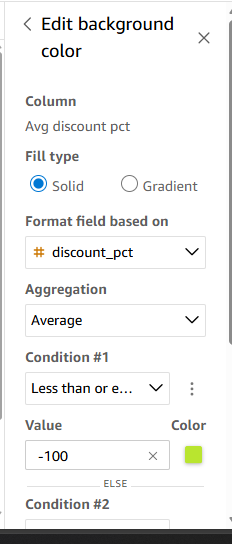 Edit background
color
Column
Avg discount pct
Fill type
Solid Gradient
Format field based on
# discount_pct
Aggregation
Average
Condition #1
Less than or e...
Value Color
-100
ELSE
Condition #2